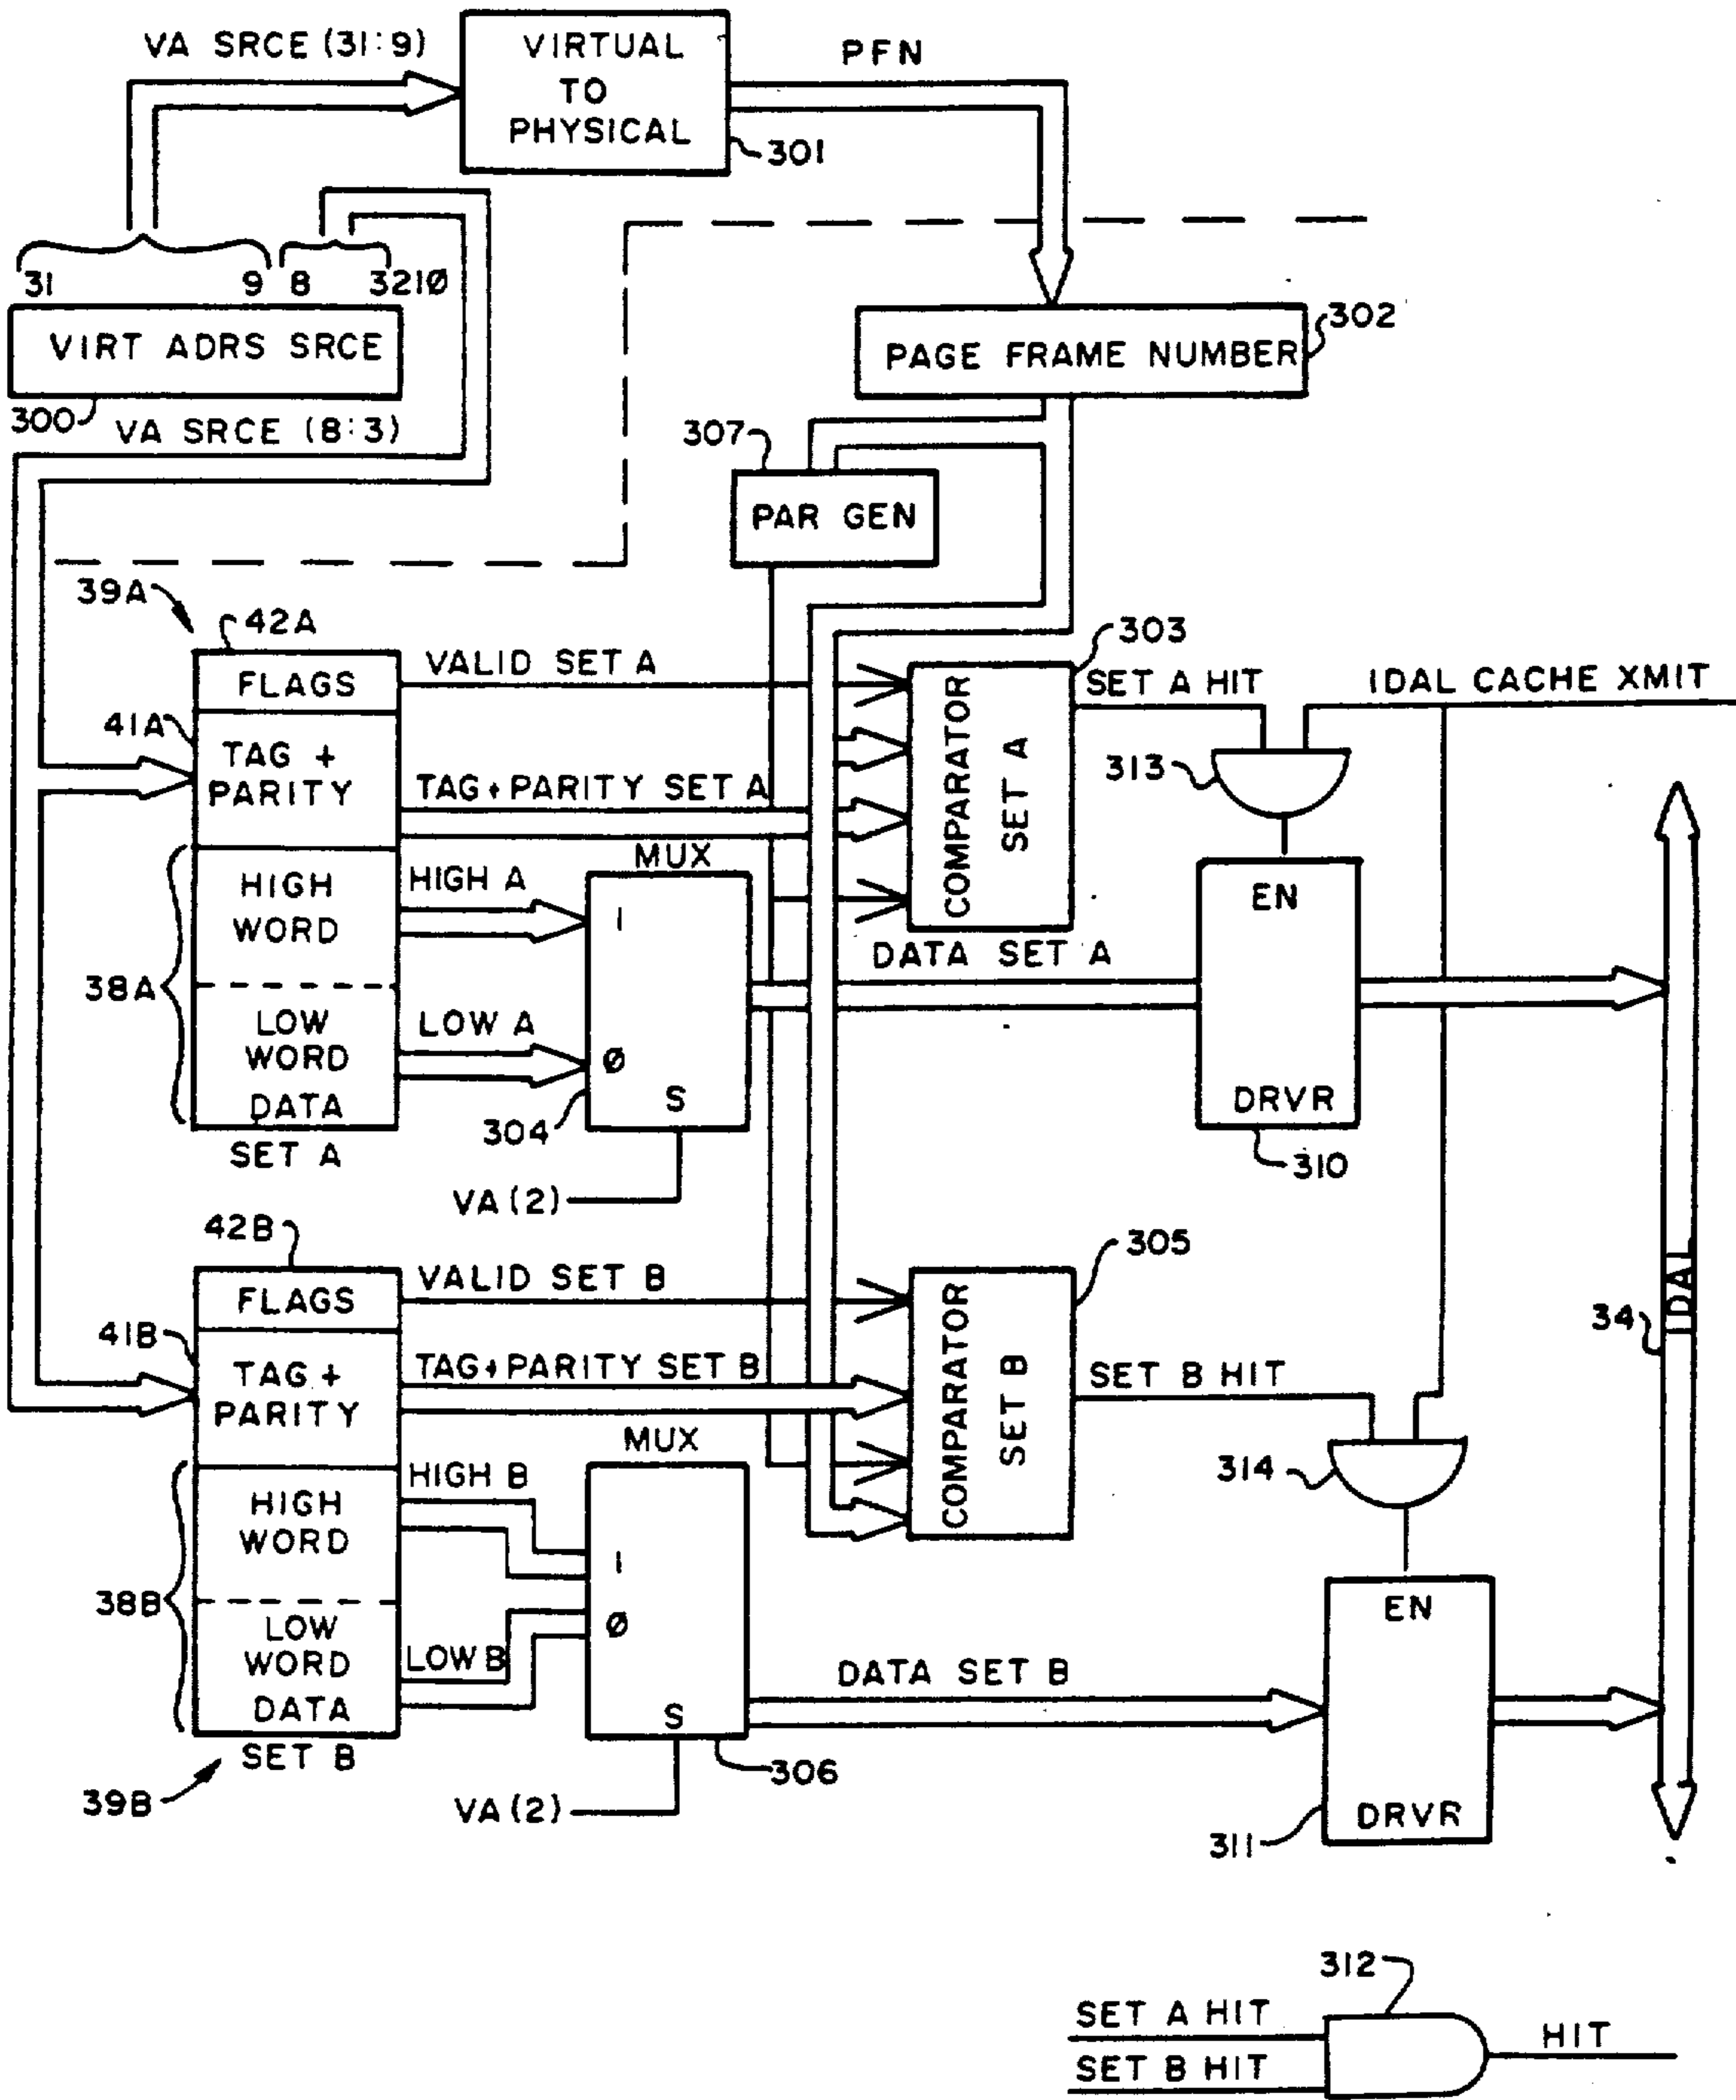 VA SRCE (31:9)
VIRTUAL
TO
PHYSICAL
301
PFN
31
9
8
321Ø
VIRT ADRS SRCE
300
VA SRCE (8:3)
PAGE FRAME NUMBER
302
307
PAR GEN
39A
42A
FLAGS
VALID SET A
303
COMPARATOR
SET A
SET A HIT
IDAL CACHE XMIT
41A
TAG +
PARITY
TAG+PARITY SET A
313
MUX
HIGH
WORD
HIGH A
1
EN
DATA SET A
38A
LOW
WORD
DATA
LOW A
Ø
S
304
DRVR
310
SET A
VA(2)
42B
FLAGS
VALID SET B
305
COMPARATOR
SET B
34
IDAL
41B
TAG +
PARITY
TAG+PARITY SET B
SET B HIT
MUX
314
HIGH
WORD
HIGH B
1
38B
LOW
WORD
DATA
LOW B
Ø
S
EN
DATA SET B
SET B
306
39B
VA(2)
DRVR
311
312
SET A HIT
SET B HIT
HIT